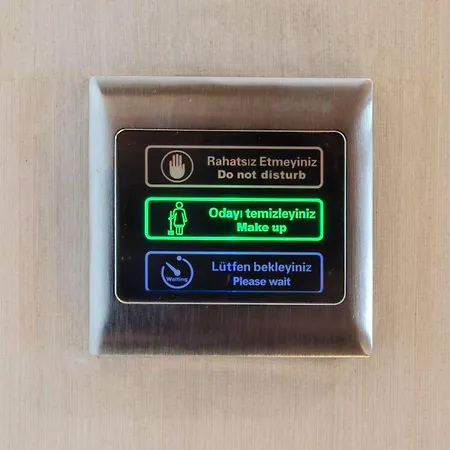 Rahatsız Etmeyiniz
Do not disturb
Odayı temizleyiniz
Make up
Lütfen bekleyiniz
Please wait
Waiting